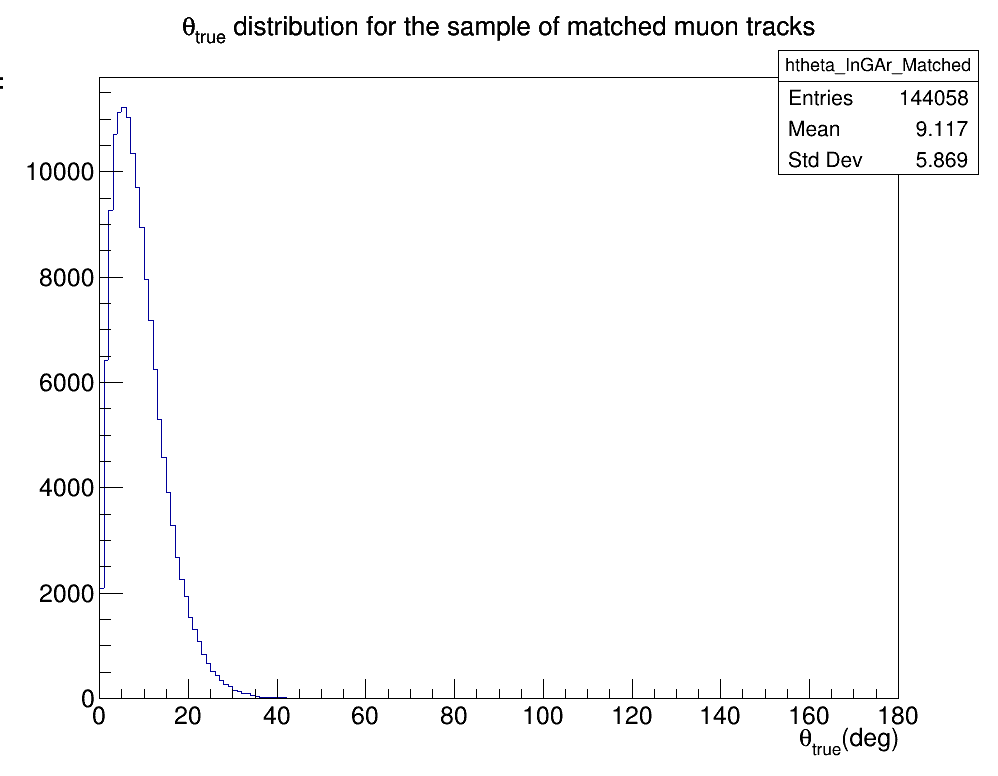 θtrue distribution for the sample of matched muon tracks
htheta_InGAr_Matched
Entries 144058
Mean 9.117
Std Dev 5.869
10000
8000
6000
4000
2000
0
0 20 40 60 80 100 120 140 160 180
θtrue(deg)